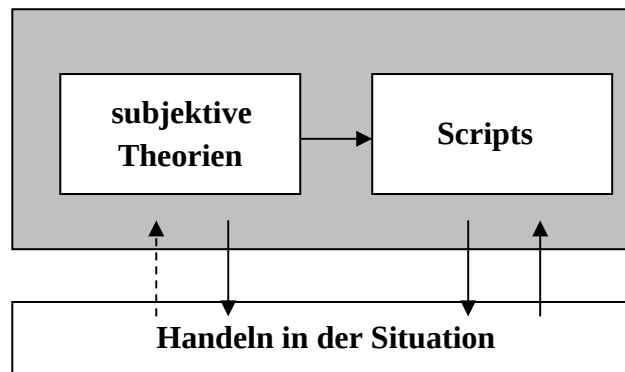 subjektive
Theorien
Scripts
Handeln in der Situation